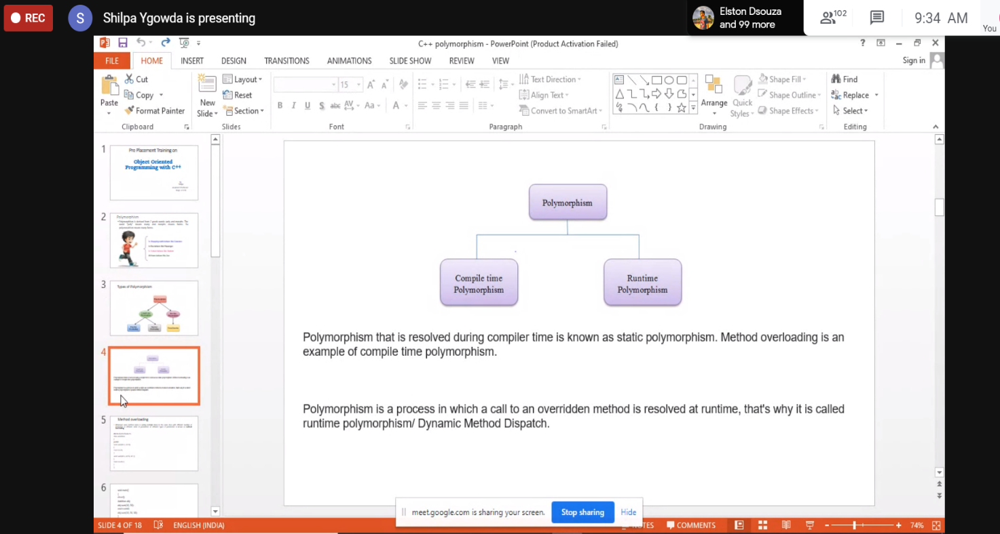 REC
S
Shilpa Ygowda is presenting
Elston Dsouza
and 99 more
102
9:34 AM
You
C++ polymorphism - PowerPoint (Product Activation Failed)
FILE HOME INSERT DESIGN TRANSITIONS ANIMATIONS SLIDE SHOW REVIEW VIEW
Sign in
Paste
Cut
Copy
Format Painter
Clipboard
New
Slide
Layout
Reset
Section
Slides
15
B I U S abc AV Aa A
Font
Text Direction
Align Text
Convert to SmartArt
Paragraph
Arrange
Quick
Styles
Shape Fill
Shape Outline
Shape Effects
Drawing
Find
Replace
Select
Editing
1
Pre Placement Training on
Object Oriented
Programming with C++
2
Polymorphism
3
Types of Polymorphism
4
5
Method overloading
6
Polymorphism
Compile time
Polymorphism
Runtime
Polymorphism
Polymorphism that is resolved during compiler time is known as static polymorphism. Method overloading is an
example of compile time polymorphism.
Polymorphism is a process in which a call to an overridden method is resolved at runtime, that's why it is called
runtime polymorphism/ Dynamic Method Dispatch.
meet.google.com is sharing your screen.
Stop sharing
Hide
SLIDE 4 OF 18
ENGLISH (INDIA)
COMMENTS
74%